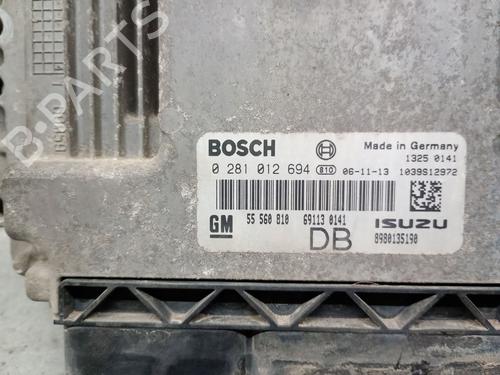 B-PARTS
BOSCH
Made in Germany
1325 0141
0 281 012 694 810 06-11-13 1039S12972
GM 55 560 810 69113 0141 ISUZU
DB 8980135190